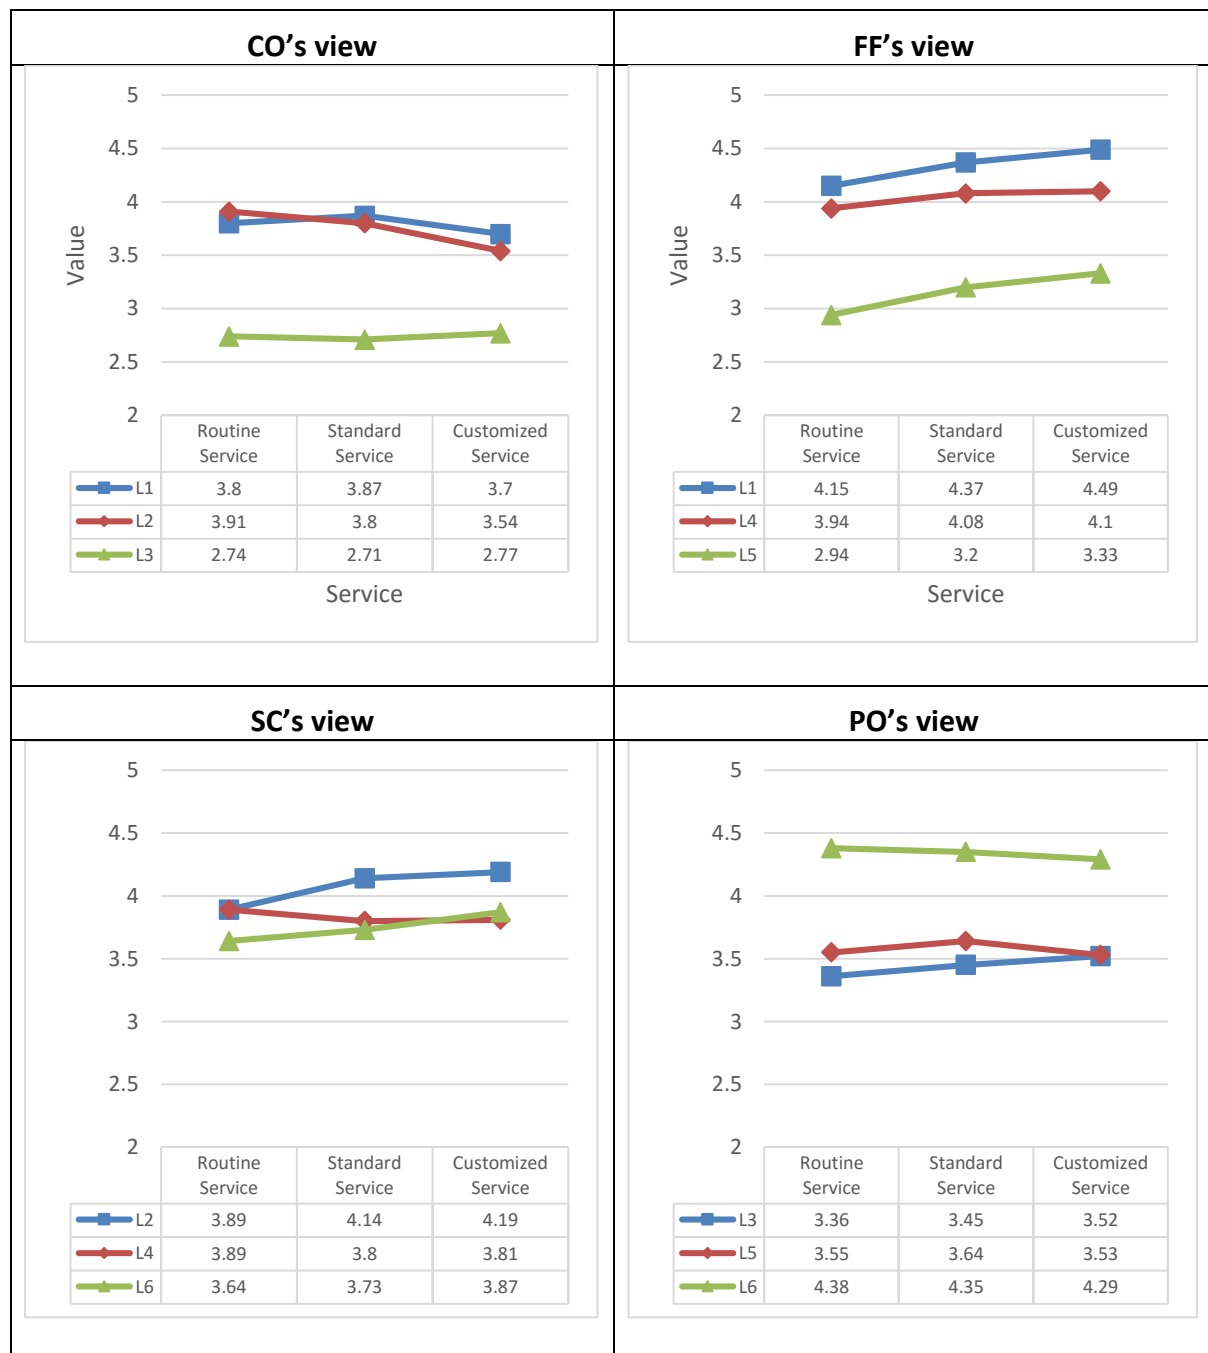 CO’s view
FF’s view
5
4.5
4
3.5
3
2.5
2
Value
Routine Service
Standard Service
Customized Service
L1 3.8 3.87 3.7
L2 3.91 3.8 3.54
L3 2.74 2.71 2.77
Service
5
4.5
4
3.5
3
2.5
2
Value
Routine Service
Standard Service
Customized Service
L1 4.15 4.37 4.49
L4 3.94 4.08 4.1
L5 2.94 3.2 3.33
Service
SC’s view
PO’s view
5
4.5
4
3.5
3
2.5
2
Routine Service
Standard Service
Customized Service
L2 3.89 4.14 4.19
L4 3.89 3.8 3.81
L6 3.64 3.73 3.87
5
4.5
4
3.5
3
2.5
2
Routine Service
Standard Service
Customized Service
L3 3.36 3.45 3.52
L5 3.55 3.64 3.53
L6 4.38 4.35 4.29